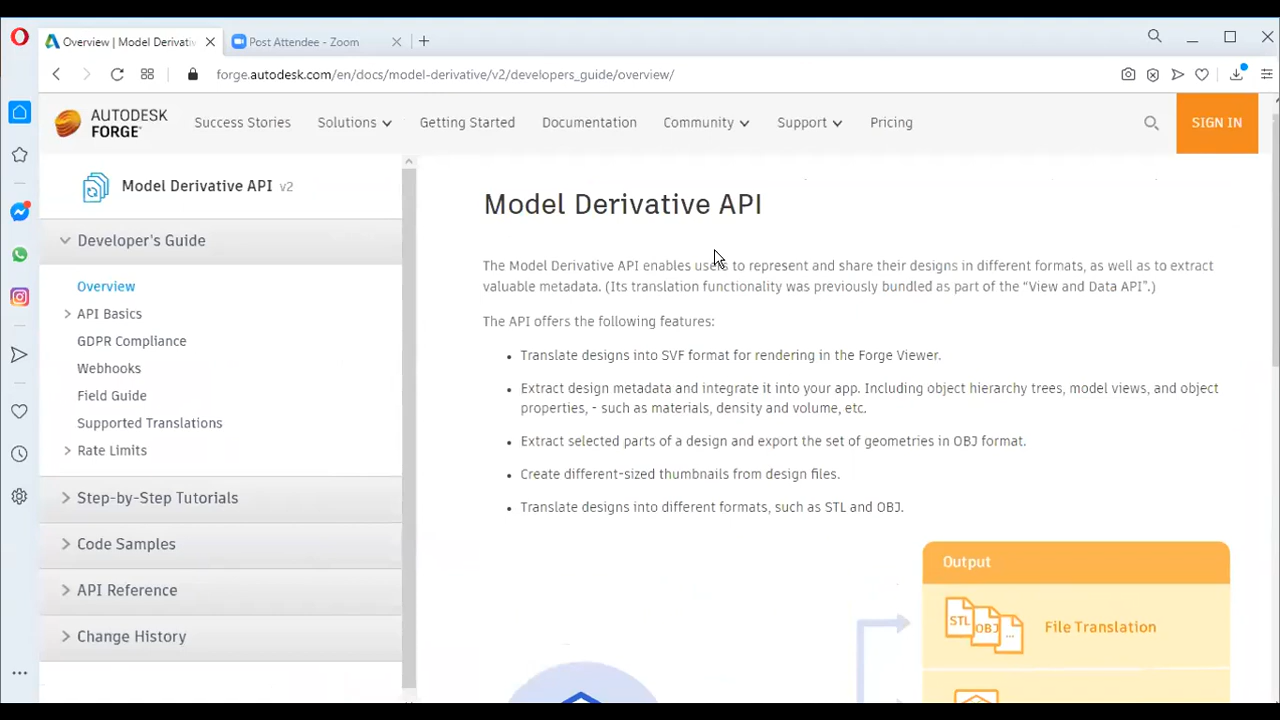 Overview | Model Derivati
Post Attendee - Zoom
forge.autodesk.com/en/docs/model-derivative/v2/developers_guide/overview/
AUTODESK
FORGE
Success Stories
Solutions
Getting Started
Documentation
Community
Support
Pricing
SIGN IN
Model Derivative API v2
Developer's Guide
Overview
API Basics
GDPR Compliance
Webhooks
Field Guide
Supported Translations
Rate Limits
Step-by-Step Tutorials
Code Samples
API Reference
Change History
Model Derivative API
The Model Derivative API enables users to represent and share their designs in different formats, as well as to extract
valuable metadata. (Its translation functionality was previously bundled as part of the “View and Data API”.)
The API offers the following features:
• Translate designs into SVF format for rendering in the Forge Viewer.
• Extract design metadata and integrate it into your app. Including object hierarchy trees, model views, and object
properties, - such as materials, density and volume, etc.
• Extract selected parts of a design and export the set of geometries in OBJ format.
• Create different-sized thumbnails from design files.
• Translate designs into different formats, such as STL and OBJ.
Output
STL OBJ ...
File Translation